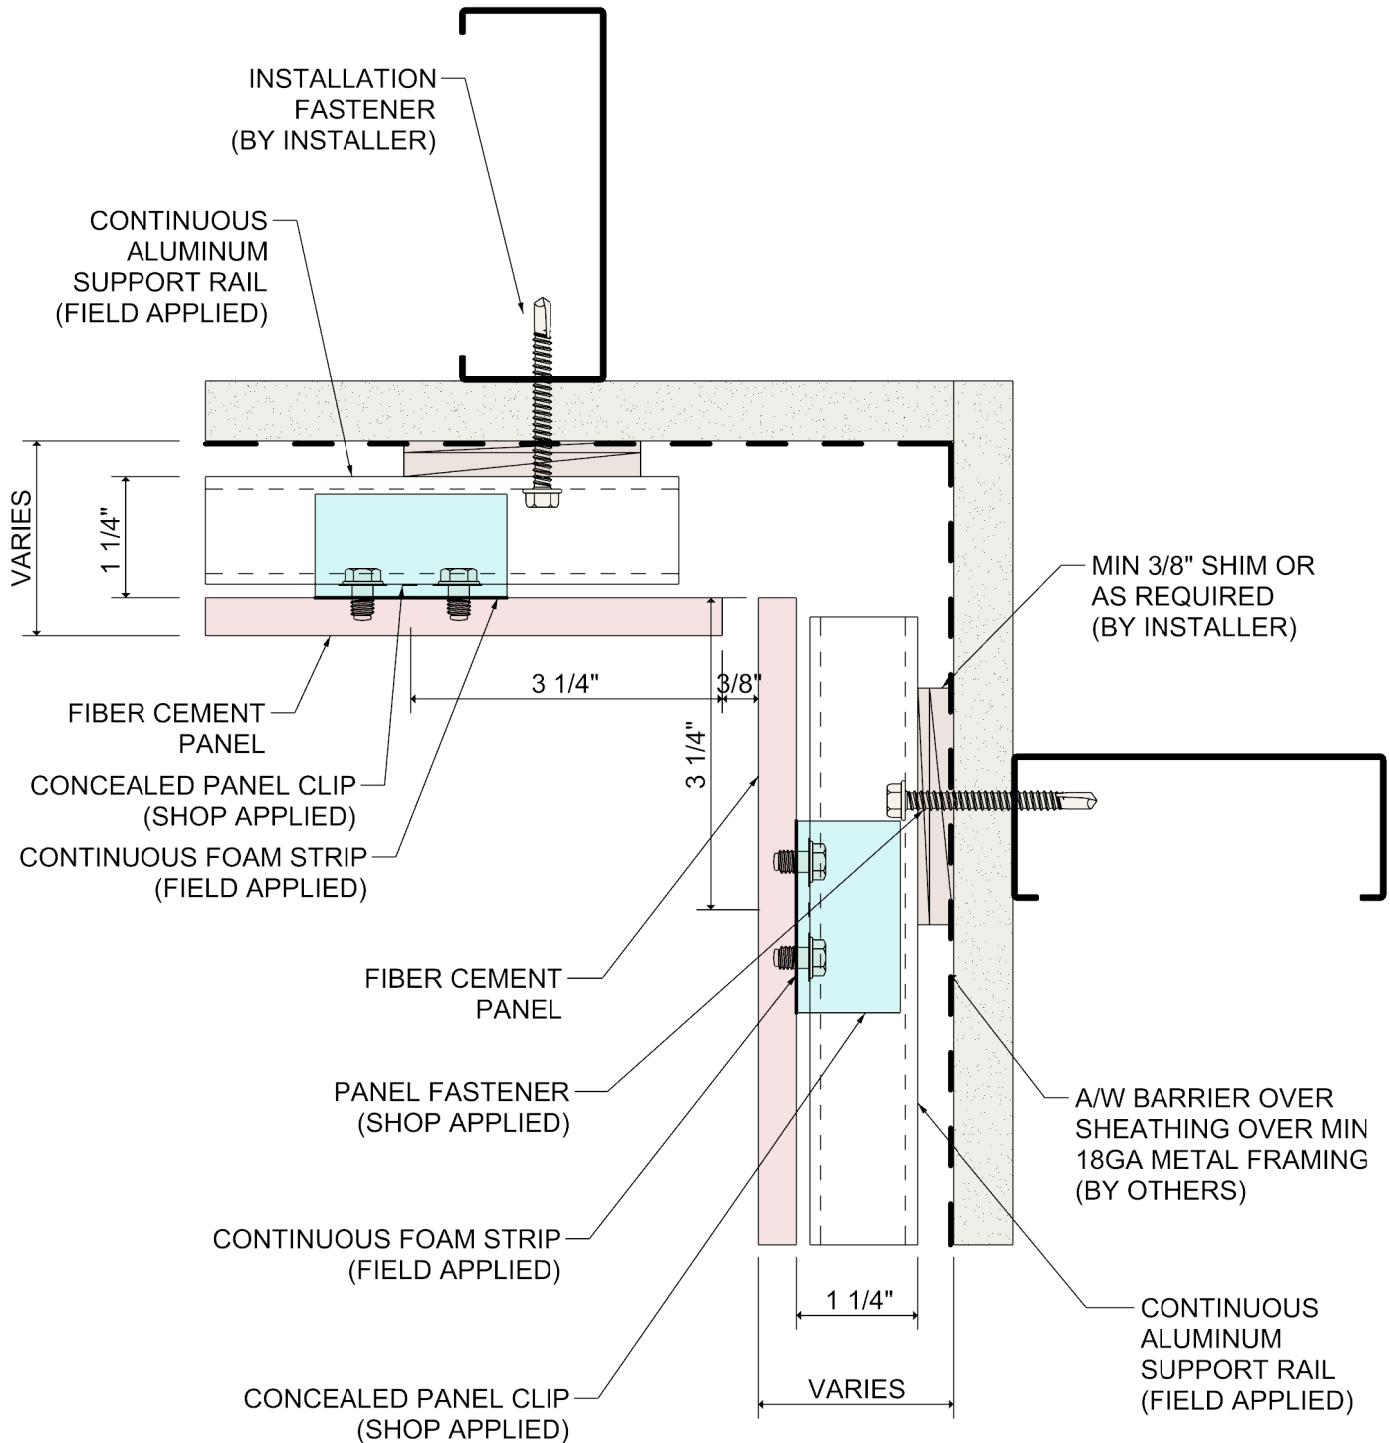 INSTALLATION
FASTENER
(BY INSTALLER)
CONTINUOUS
ALUMINUM
SUPPORT RAIL
(FIELD APPLIED)
VARIES
1 1/4"
MIN 3/8" SHIM OR
AS REQUIRED
(BY INSTALLER)
3 1/4"
3/8"
3 1/4"
FIBER CEMENT
PANEL
CONCEALED PANEL CLIP
(SHOP APPLIED)
CONTINUOUS FOAM STRIP
(FIELD APPLIED)
FIBER CEMENT
PANEL
PANEL FASTENER
(SHOP APPLIED)
A/W BARRIER OVER
SHEATHING OVER MIN
18GA METAL FRAMING
(BY OTHERS)
CONTINUOUS FOAM STRIP
(FIELD APPLIED)
1 1/4"
CONTINUOUS
ALUMINUM
SUPPORT RAIL
(FIELD APPLIED)
VARIES
CONCEALED PANEL CLIP
(SHOP APPLIED)